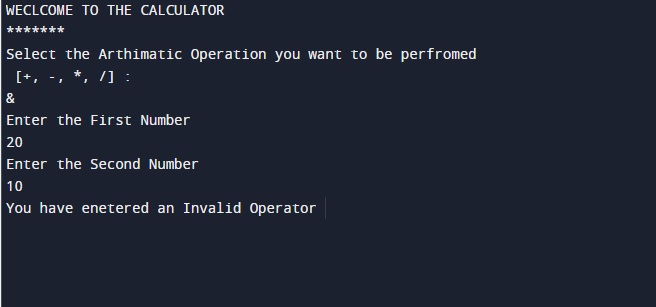 WECLCOME TO THE CALCULATOR
*******
Select the Arthimatic Operation you want to be perfromed
[+, -, *, /] :
&
Enter the First Number
20
Enter the Second Number
10
You have enetered an Invalid Operator